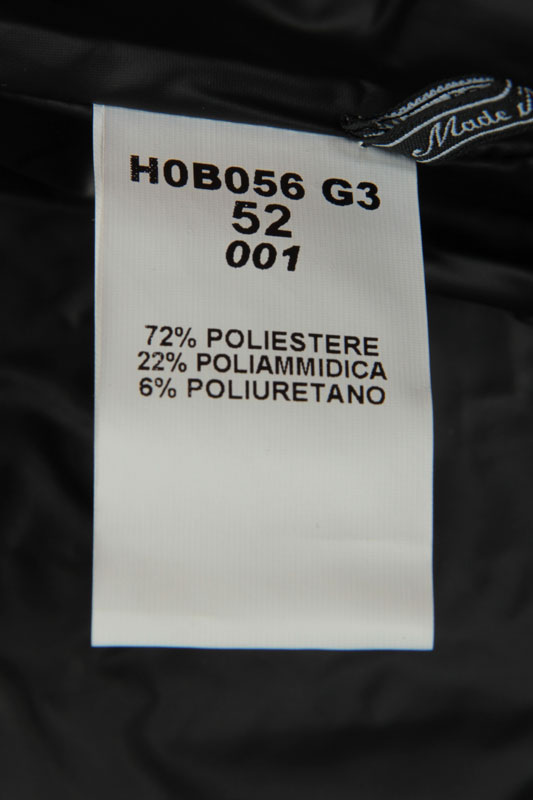 Made
H0B056 G3
52
001
72% POLIESTERE
22% POLIAMMIDICA
6% POLIURETANO